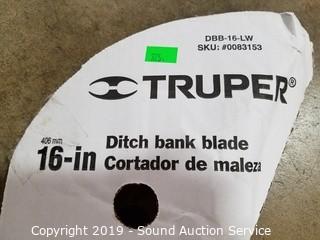 DBB-16-LW
SKU: #0083153
TRUPER®
406 mm
16-in
Ditch bank blade
Cortador de maleza
Copyright 2019 - Sound Auction Service